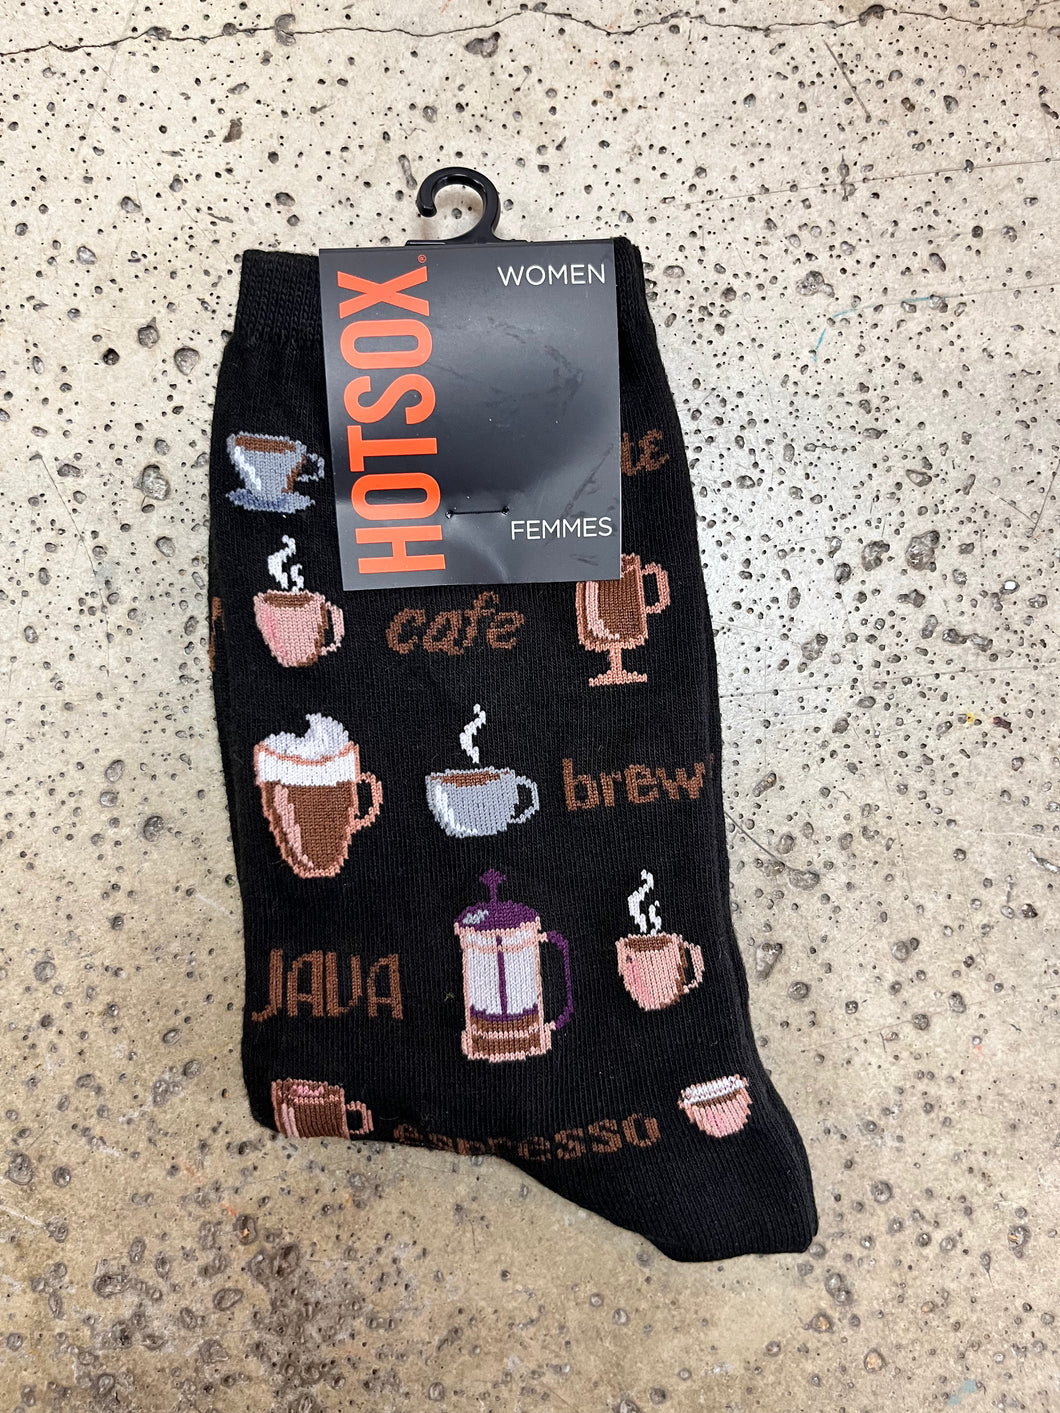 HOTSOX®
WOMEN
FEMMES
cafe
brew
JAVA
espresso